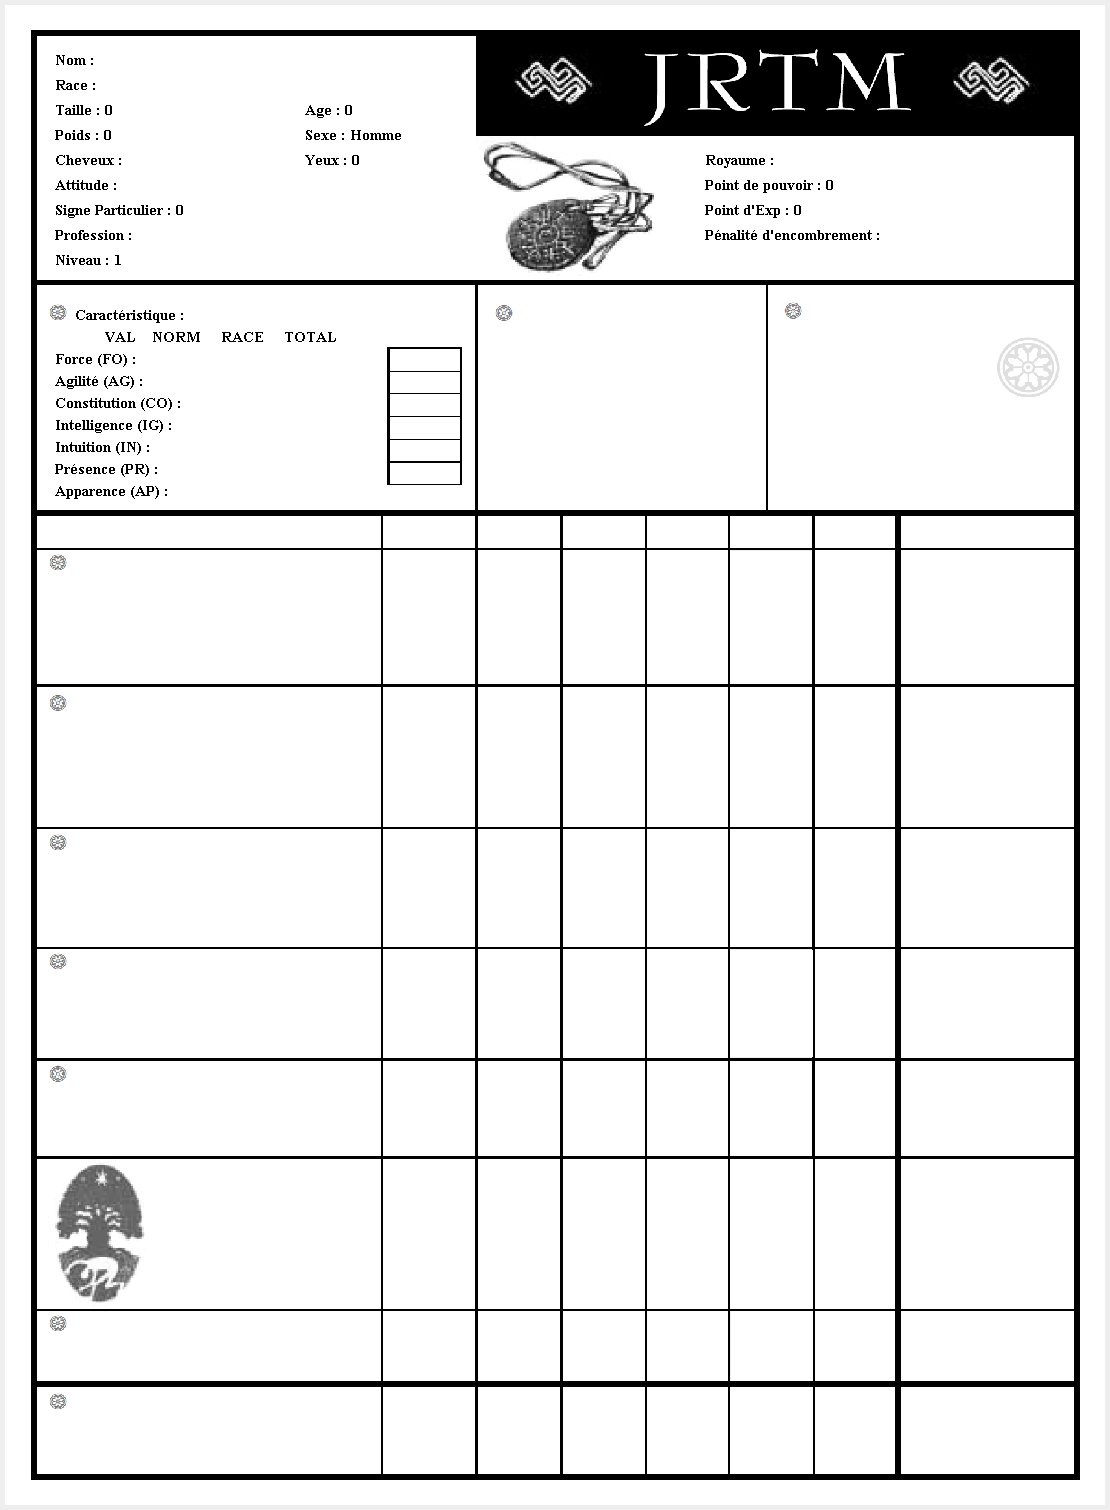 JRTM
Nom :
Race :
Taille : 0 Age : 0
Poids : 0 Sexe : Homme
Cheveux : Yeux : 0
Attitude :
Signe Particulier : 0
Profession :
Niveau : 1
Royaume :
Point de pouvoir : 0
Point d'Exp : 0
Pénalité d'encombrement :
Caractéristique :
VAL NORM RACE TOTAL
Force (FO) :
Agilité (AG) :
Constitution (CO) :
Intelligence (IG) :
Intuition (IN) :
Présence (PR) :
Apparence (AP) :